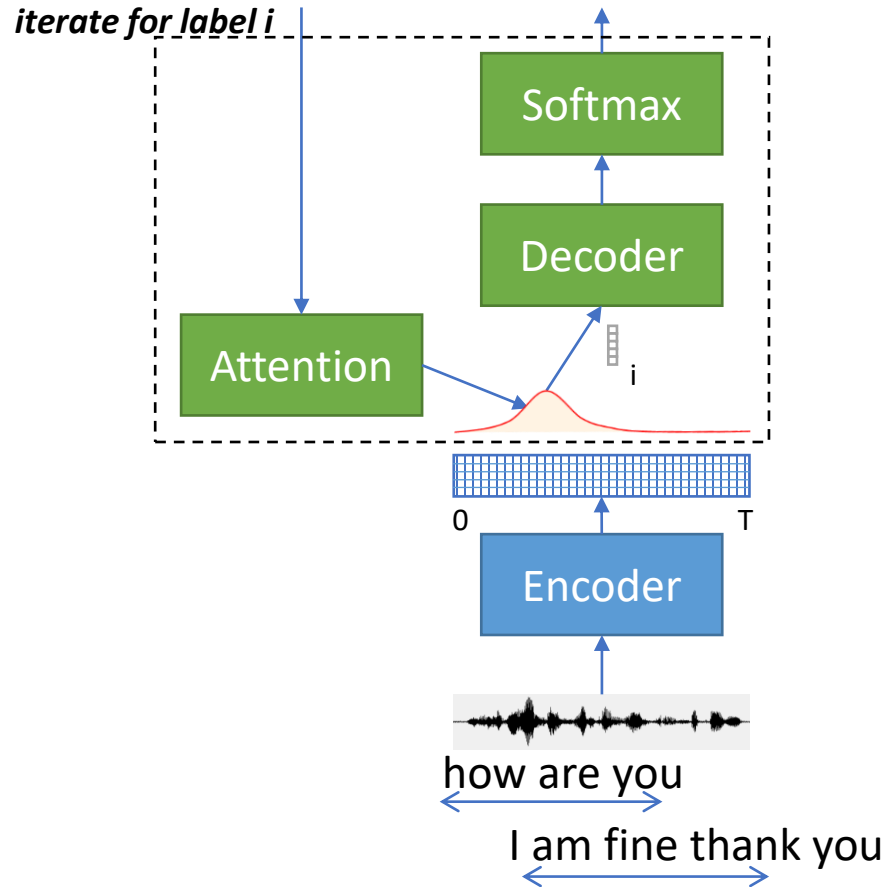 iterate for label i
Softmax
Decoder
Attention
i
0 T
Encoder
how are you
I am fine thank you